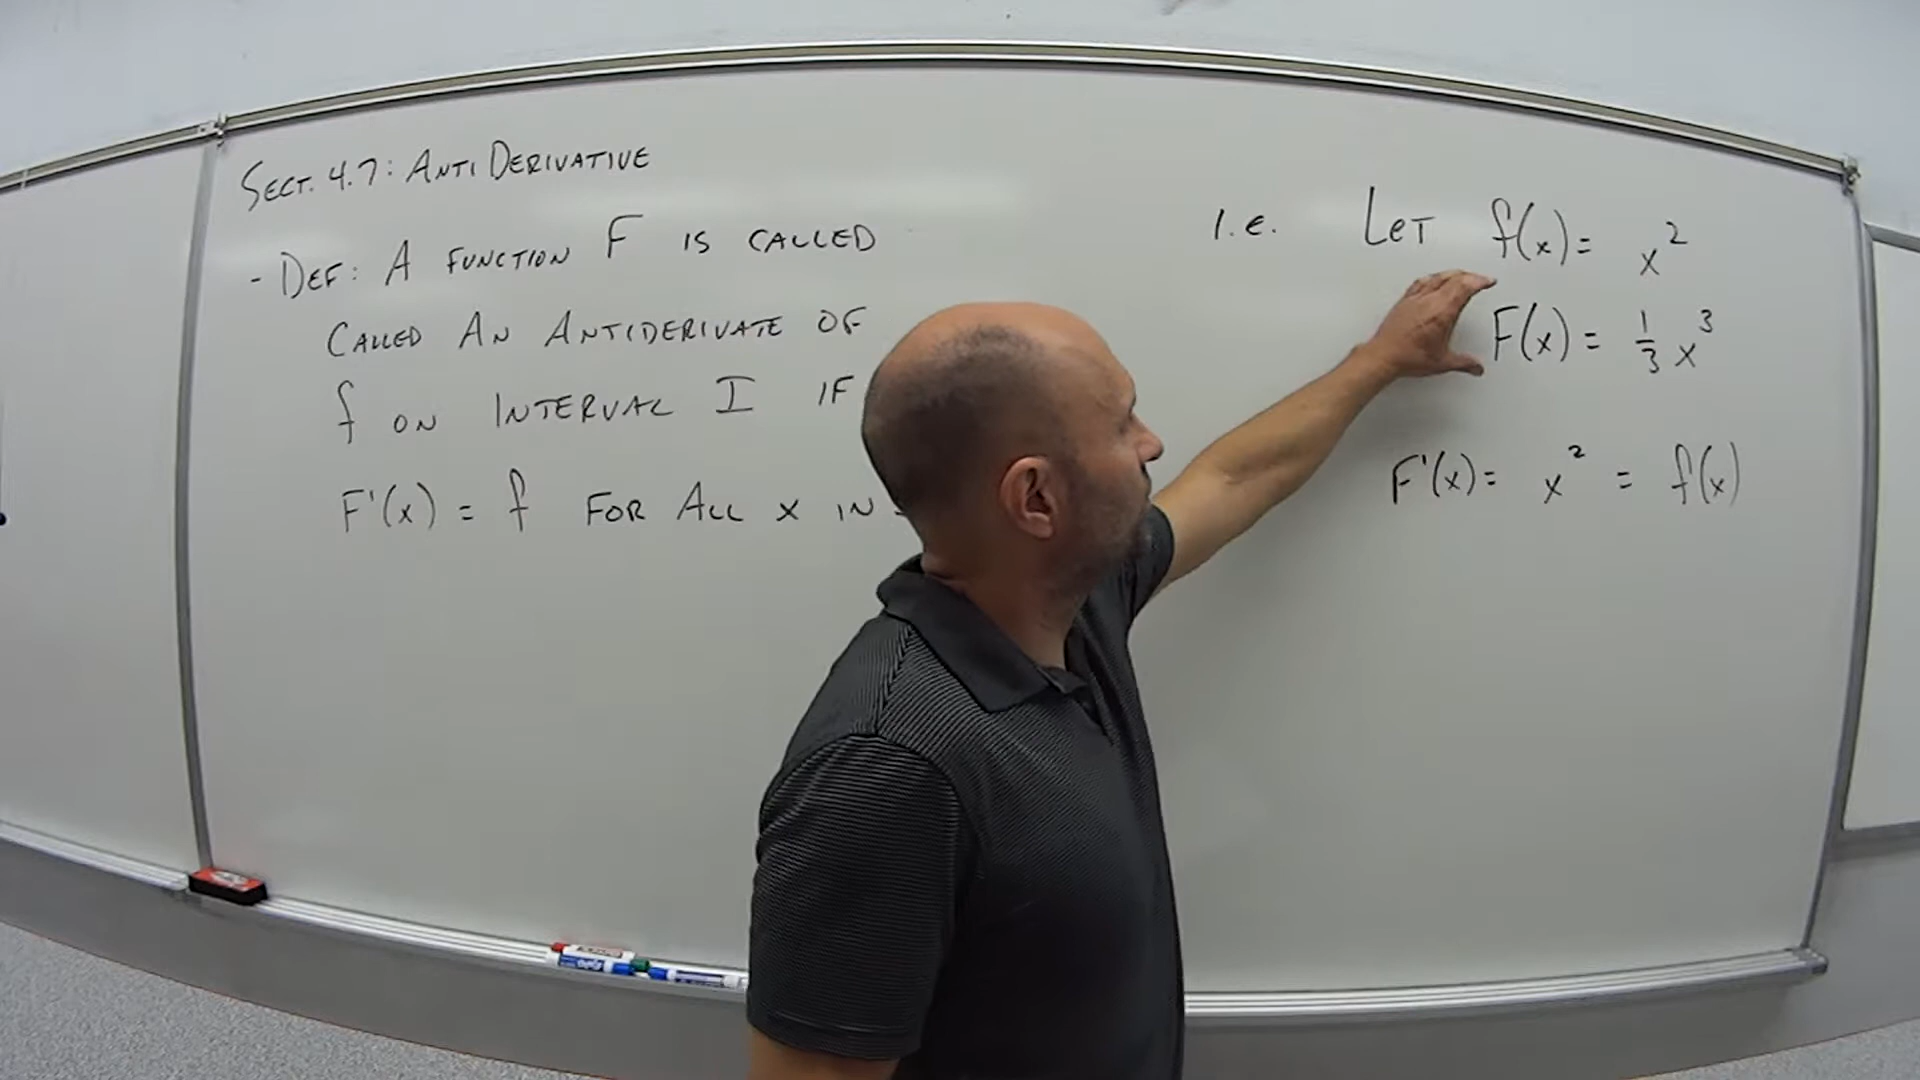 SECT. 4.7: ANTI DERIVATIVE
- DEF: A FUNCTION F IS CALLED
CALLED AN ANTIDERIVATE OF
f ON INTERVAL I IF
F'(x) = f FOR ALL x IN
I.e. LET f(x) = x²
F(x) = 1/3 x³
F'(x) = x² = f(x)